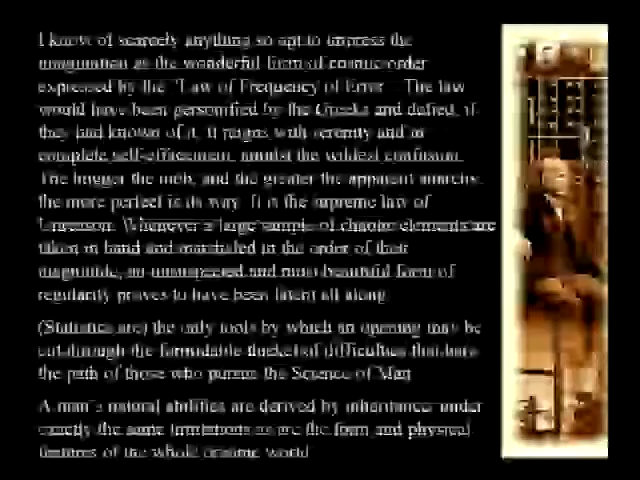 I know of scarcely anything so apt to impress the
imagination as the wonderful form of cosmic order
expressed by the "Law of Frequency of Error". The law
would have been personified by the Greeks and deified, if
they had known of it. It reigns with serenity and in
complete self-effacement, amidst the wildest confusion.
The huger the mob, and the greater the apparent anarchy,
the more perfect is its sway. It is the supreme law of
Unreason. Whenever a large sample of chaotic elements are
taken in hand and marshaled in the order of their
magnitude, an unsuspected and most beautiful form of
regularity proves to have been latent all along.
(Statistics are) the only tools by which an opening may be
cut through the formidable thicket of difficulties that bars
the path of those who pursue the Science of Man.
A man's natural abilities are derived by inheritance, under
exactly the same limitations as are the form and physical
features of the whole organic world.